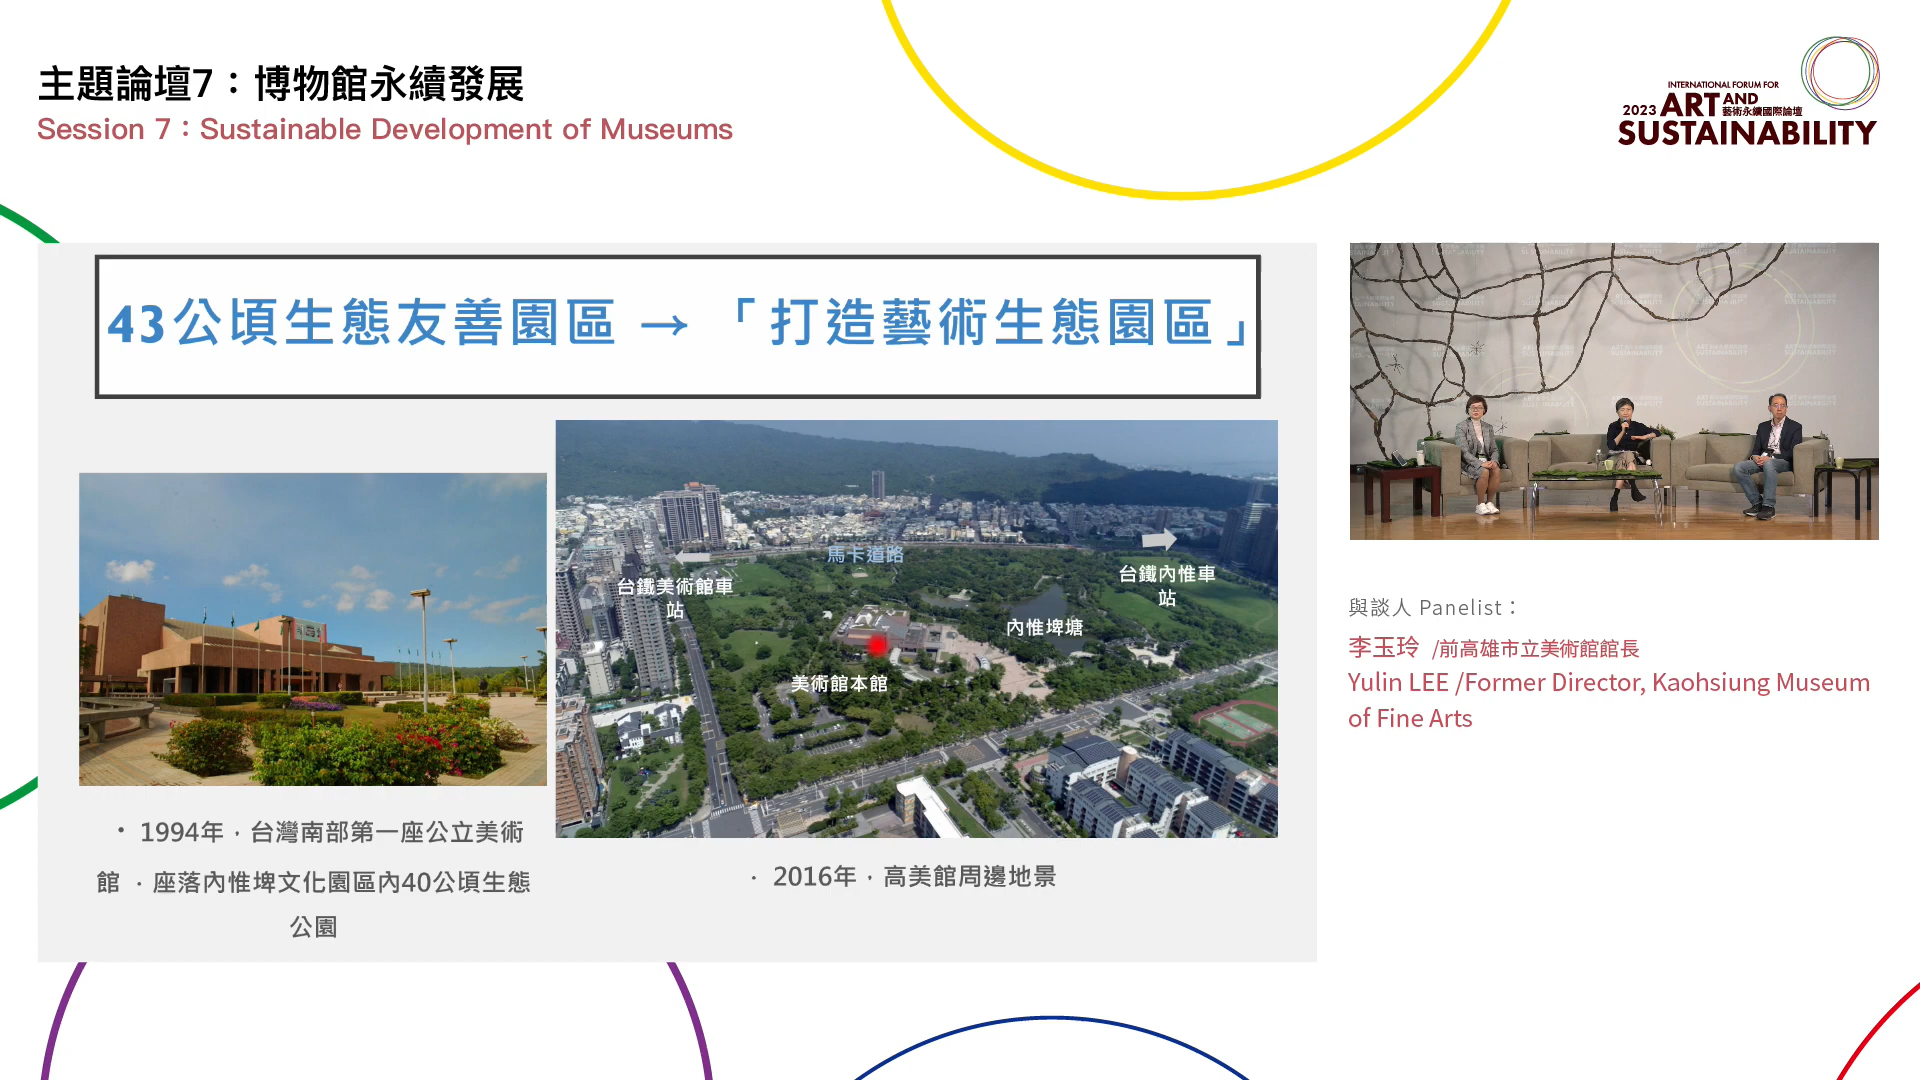 主題論壇7：博物館永續發展
Session 7：Sustainable Development of Museums
INTERNATIONAL FORUM FOR
2023 ART AND
藝術永續國際論壇
SUSTAINABILITY
43公頃生態友善園區 → 「打造藝術生態園區」
馬卡道路
台鐵美術館車
站
台鐵內惟車
站
內惟埤塘
美術館本館
• 1994年，台灣南部第一座公立美術
館 ，座落內惟埤文化園區內40公頃生態
公園
• 2016年，高美館周邊地景
與談人 Panelist：
李玉玲 /前高雄市立美術館館長
Yulin LEE /Former Director, Kaohsiung Museum
of Fine Arts